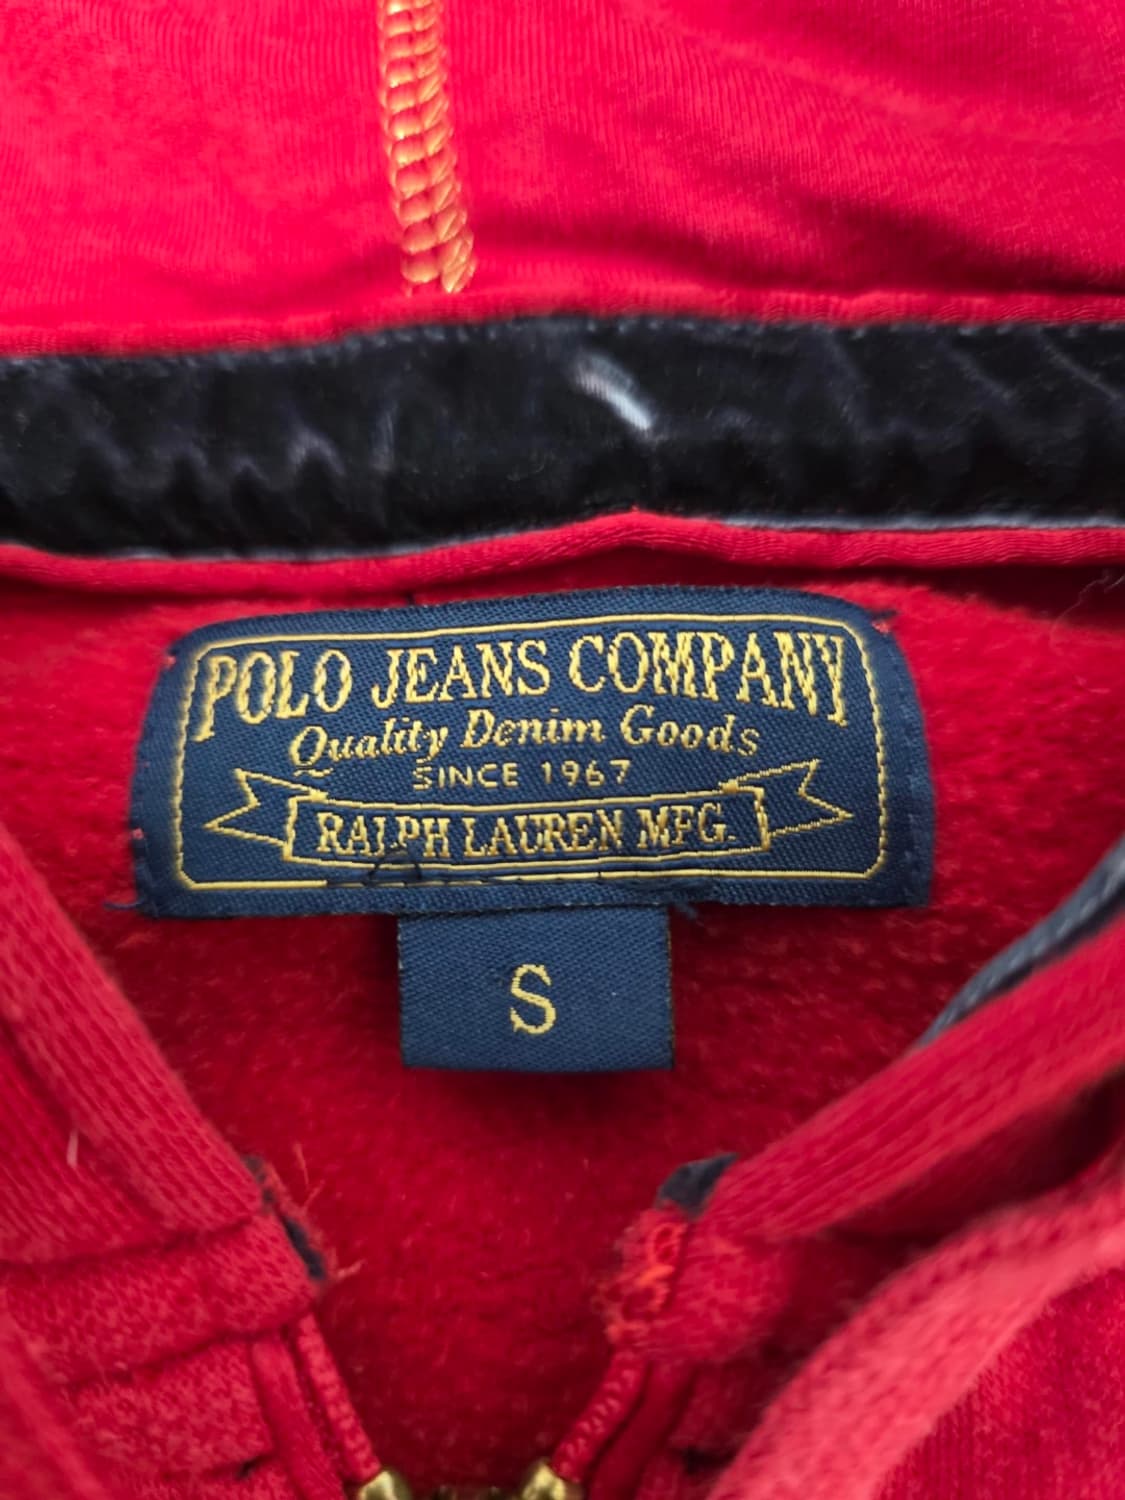 POLO JEANS COMPANY
Quality Denim Goods
SINCE 1967
RALPH LAUREN MFG.
S